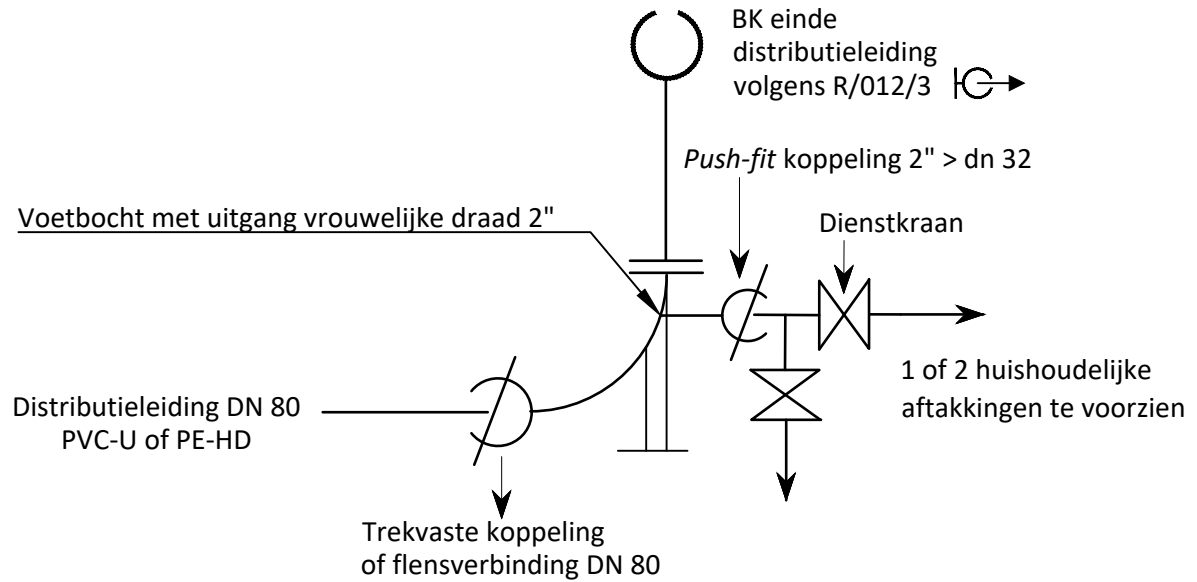 BK einde
distributieleiding
volgens R/012/3
Push-fit koppeling 2" > dn 32
Voetbocht met uitgang vrouwelijke draad 2"
Dienstkraan
1 of 2 huishoudelijke
aftakkingen te voorzien
Distributieleiding DN 80
PVC-U of PE-HD
Trekvaste koppeling
of flensverbinding DN 80